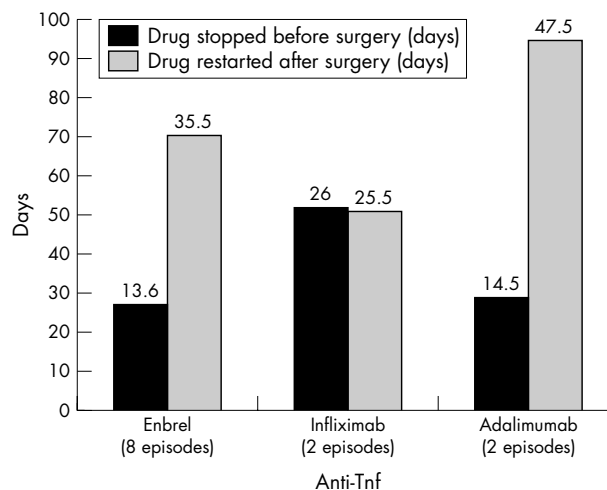 100
90
80
70
60
50
40
30
20
10
0
Days
Drug stopped before surgery (days)
Drug restarted after surgery (days)
13.6
35.5
26
25.5
14.5
47.5
Enbrel
(8 episodes)
Infliximab
(2 episodes)
Adalimumab
(2 episodes)
Anti-Tnf